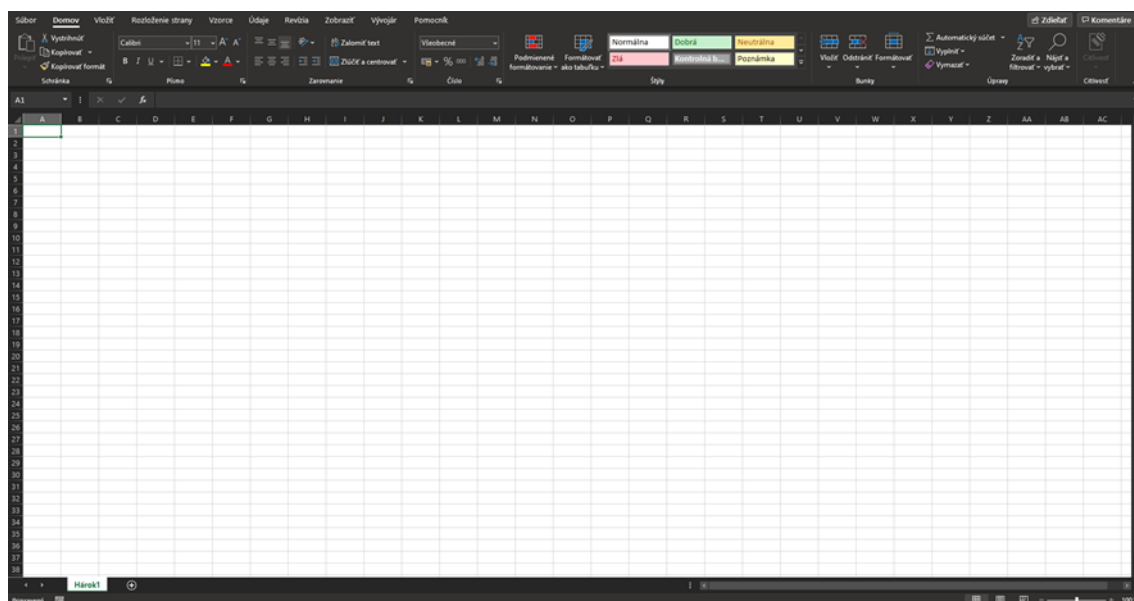 Súbor Domov Vložiť Rozloženie strany Vzorce Údaje Revízia Zobraziť Vývojár Pomocník Zdieľať Komentáre
Vystrihnúť
Kopírovať
Kopírovať formát
Prilepiť
Schránka
Calibri 11 A A
B I U A
Písmo
Zalomiť text
Zlúčiť a centrovať
Zarovnanie
Všeobecné
% 000
Číslo
Podmienené formátovanie
Formátovať ako tabuľku
Normálna Dobrá Neutrálna
Zlá Kontrolná b... Poznámka
Štýly
Vložiť Odstrániť Formátovať
Bunky
Automatický súčet
Vyplniť
Vymazať
Zoradiť a filtrovať
Nájsť a vybrať
Úpravy
Citlivosť
Citlivosť
A1 fx
A B C D E F G H I J K L M N O P Q R S T U V W X Y Z AA AB AC
1
2
3
4
5
6
7
8
9
10
11
12
13
14
15
16
17
18
19
20
21
22
23
24
25
26
27
28
29
30
31
32
33
34
35
36
37
38
Hárok1
100